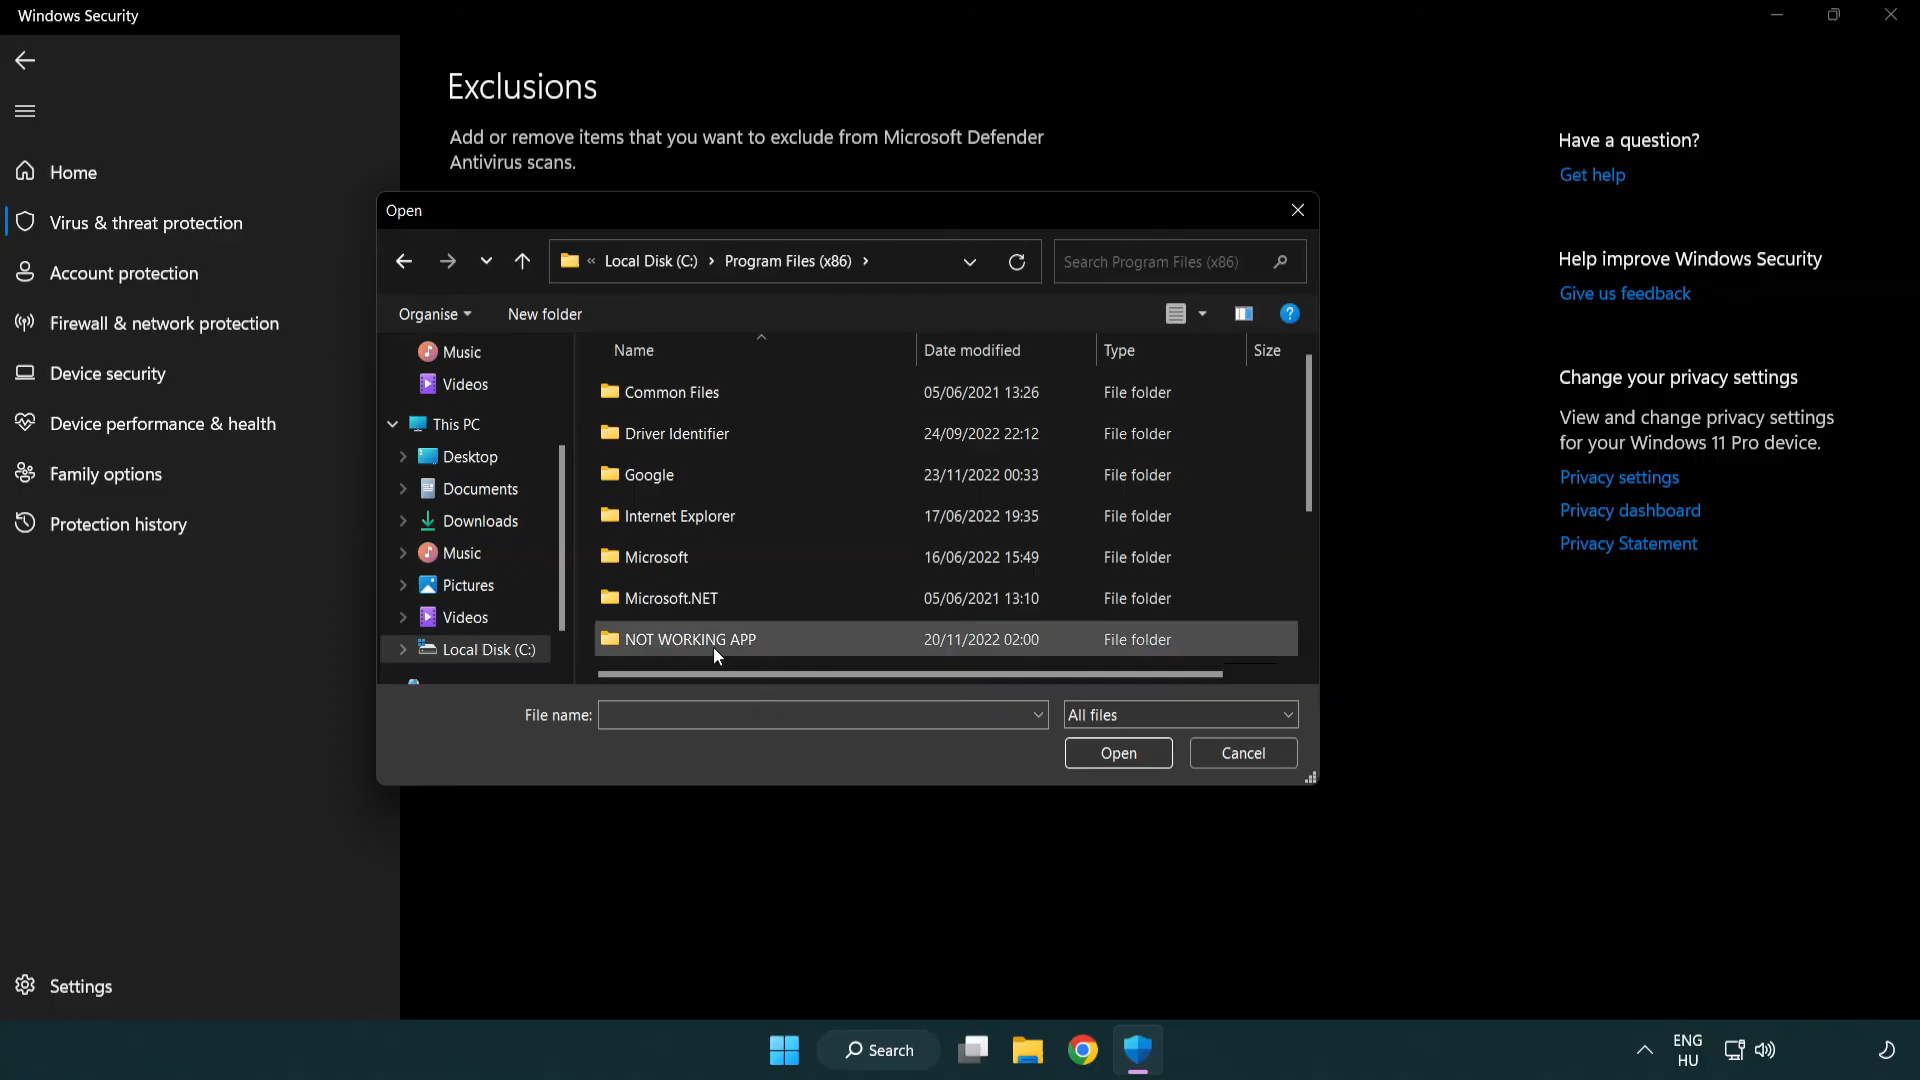 Windows Security
Exclusions
Add or remove items that you want to exclude from Microsoft Defender
Antivirus scans.
Home
Virus & threat protection
Account protection
Firewall & network protection
Device security
Device performance & health
Family options
Protection history
Settings
Have a question?
Get help
Help improve Windows Security
Give us feedback
Change your privacy settings
View and change privacy settings
for your Windows 11 Pro device.
Privacy settings
Privacy dashboard
Privacy Statement
Open
« Local Disk (C:) > Program Files (x86) >
Search Program Files (x86)
Organise
New folder
Music
Videos
This PC
Desktop
Documents
Downloads
Music
Pictures
Videos
Local Disk (C:)
Name Date modified Type Size
Common Files 05/06/2021 13:26 File folder
Driver Identifier 24/09/2022 22:12 File folder
Google 23/11/2022 00:33 File folder
Internet Explorer 17/06/2022 19:35 File folder
Microsoft 16/06/2022 15:49 File folder
Microsoft.NET 05/06/2021 13:10 File folder
NOT WORKING APP 20/11/2022 02:00 File folder
File name:
All files
Open
Cancel
Search
ENG
HU